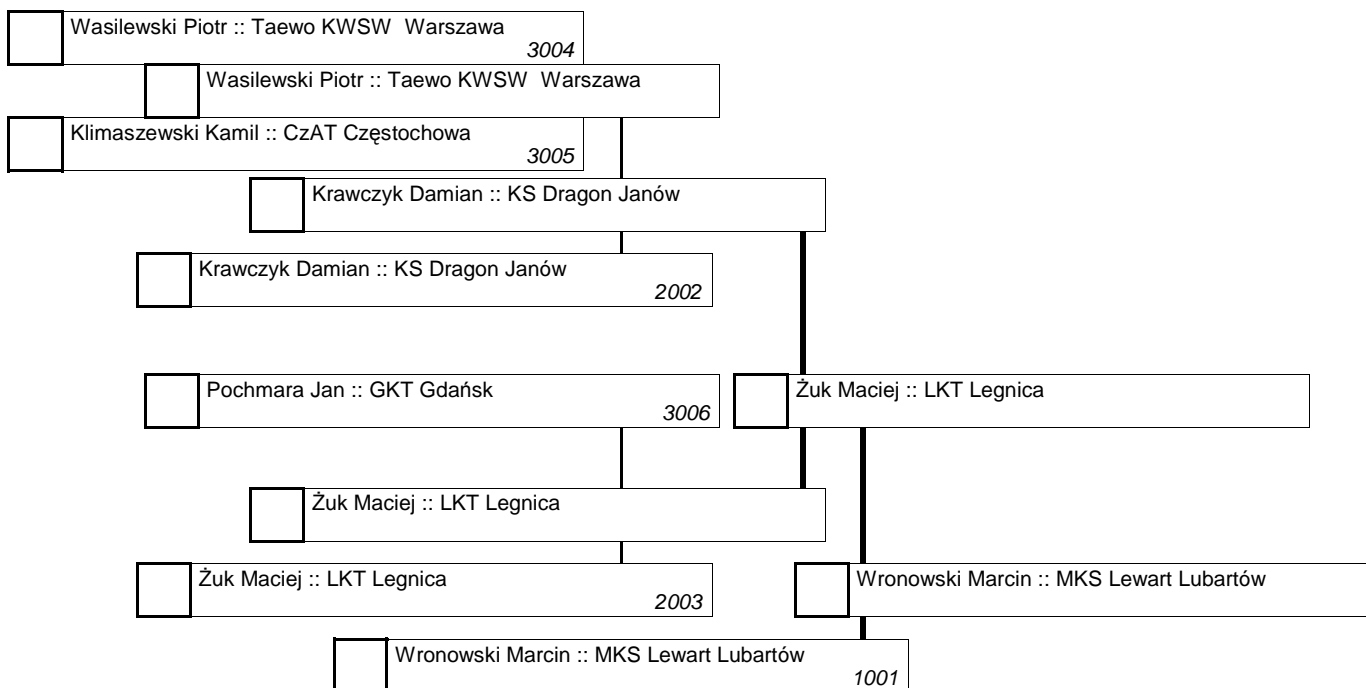 Wasilewski Piotr :: Taewo KWSW  Warszawa
3004
Wasilewski Piotr :: Taewo KWSW  Warszawa
Klimaszewski Kamil :: CzAT Częstochowa
3005
Krawczyk Damian :: KS Dragon Janów
Krawczyk Damian :: KS Dragon Janów
2002
Pochmara Jan :: GKT Gdańsk
3006
Żuk Maciej :: LKT Legnica
Żuk Maciej :: LKT Legnica
Żuk Maciej :: LKT Legnica
2003
Wronowski Marcin :: MKS Lewart Lubartów
Wronowski Marcin :: MKS Lewart Lubartów
1001